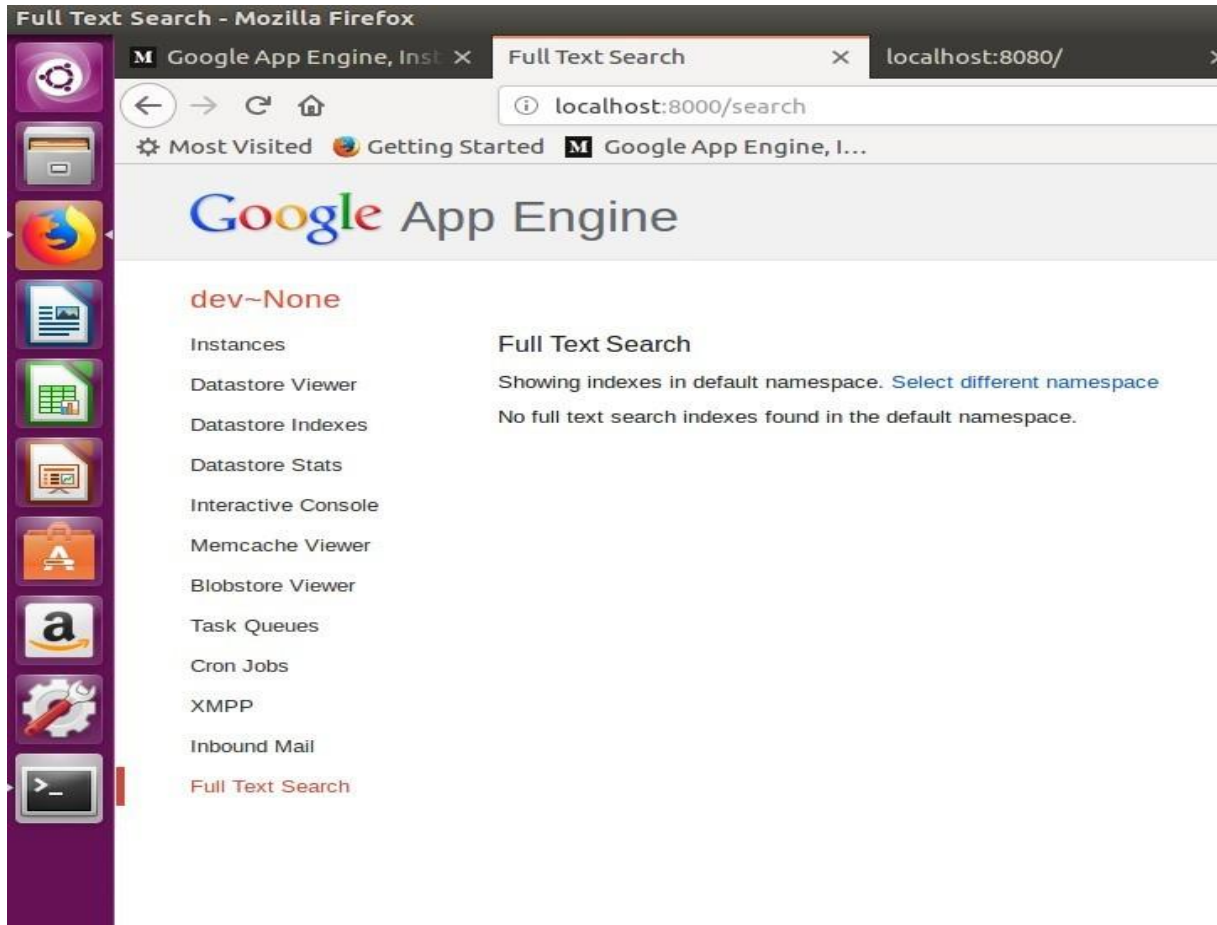 Full Text Search - Mozilla Firefox
M Google App Engine, Inst × Full Text Search × localhost:8080/
localhost:8000/search
Most Visited Getting Started M Google App Engine, I...
Google App Engine
dev~None
Instances
Datastore Viewer
Datastore Indexes
Datastore Stats
Interactive Console
Memcache Viewer
Blobstore Viewer
Task Queues
Cron Jobs
XMPP
Inbound Mail
Full Text Search
Full Text Search
Showing indexes in default namespace. Select different namespace
No full text search indexes found in the default namespace.
A
a
>_